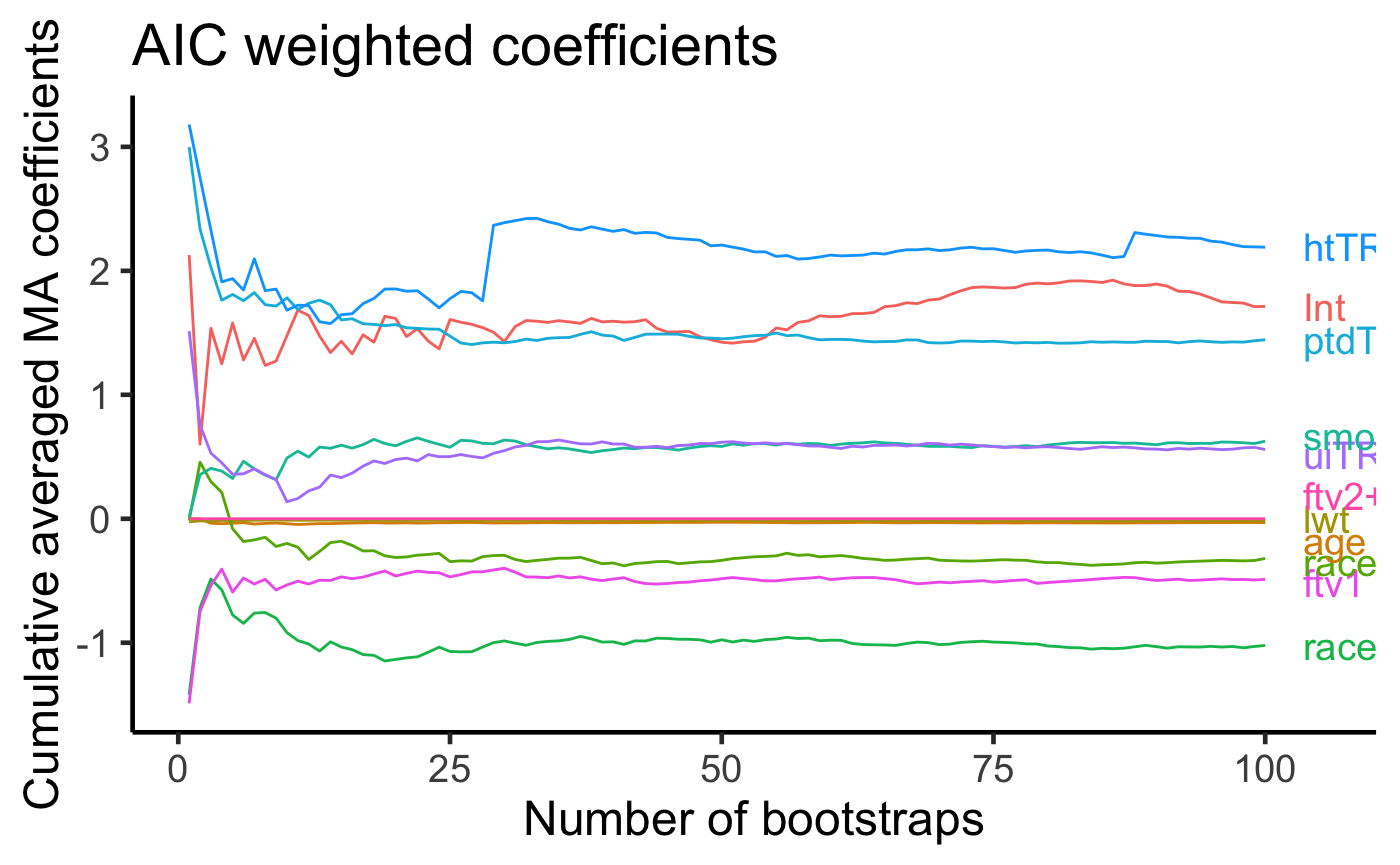 AIC weighted coefficients
Cumulative averaged MA coefficients
3
2
1
0
-1
htTR
Int
ptdT
smo
uiTR
ftv2+
lwt
age
race
ftv1
race
0 25 50 75 100
Number of bootstraps